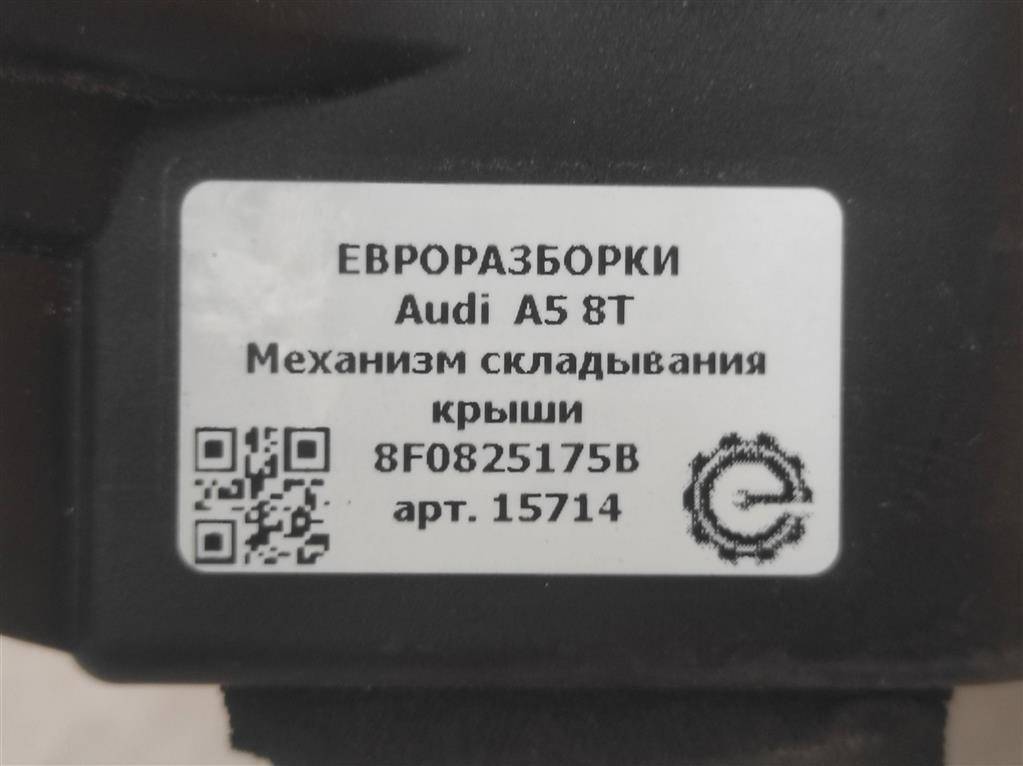 ЕВРОРАЗБОРКИ
Audi A5 8T
Механизм складывания
крыши
8F0825175B
арт. 15714